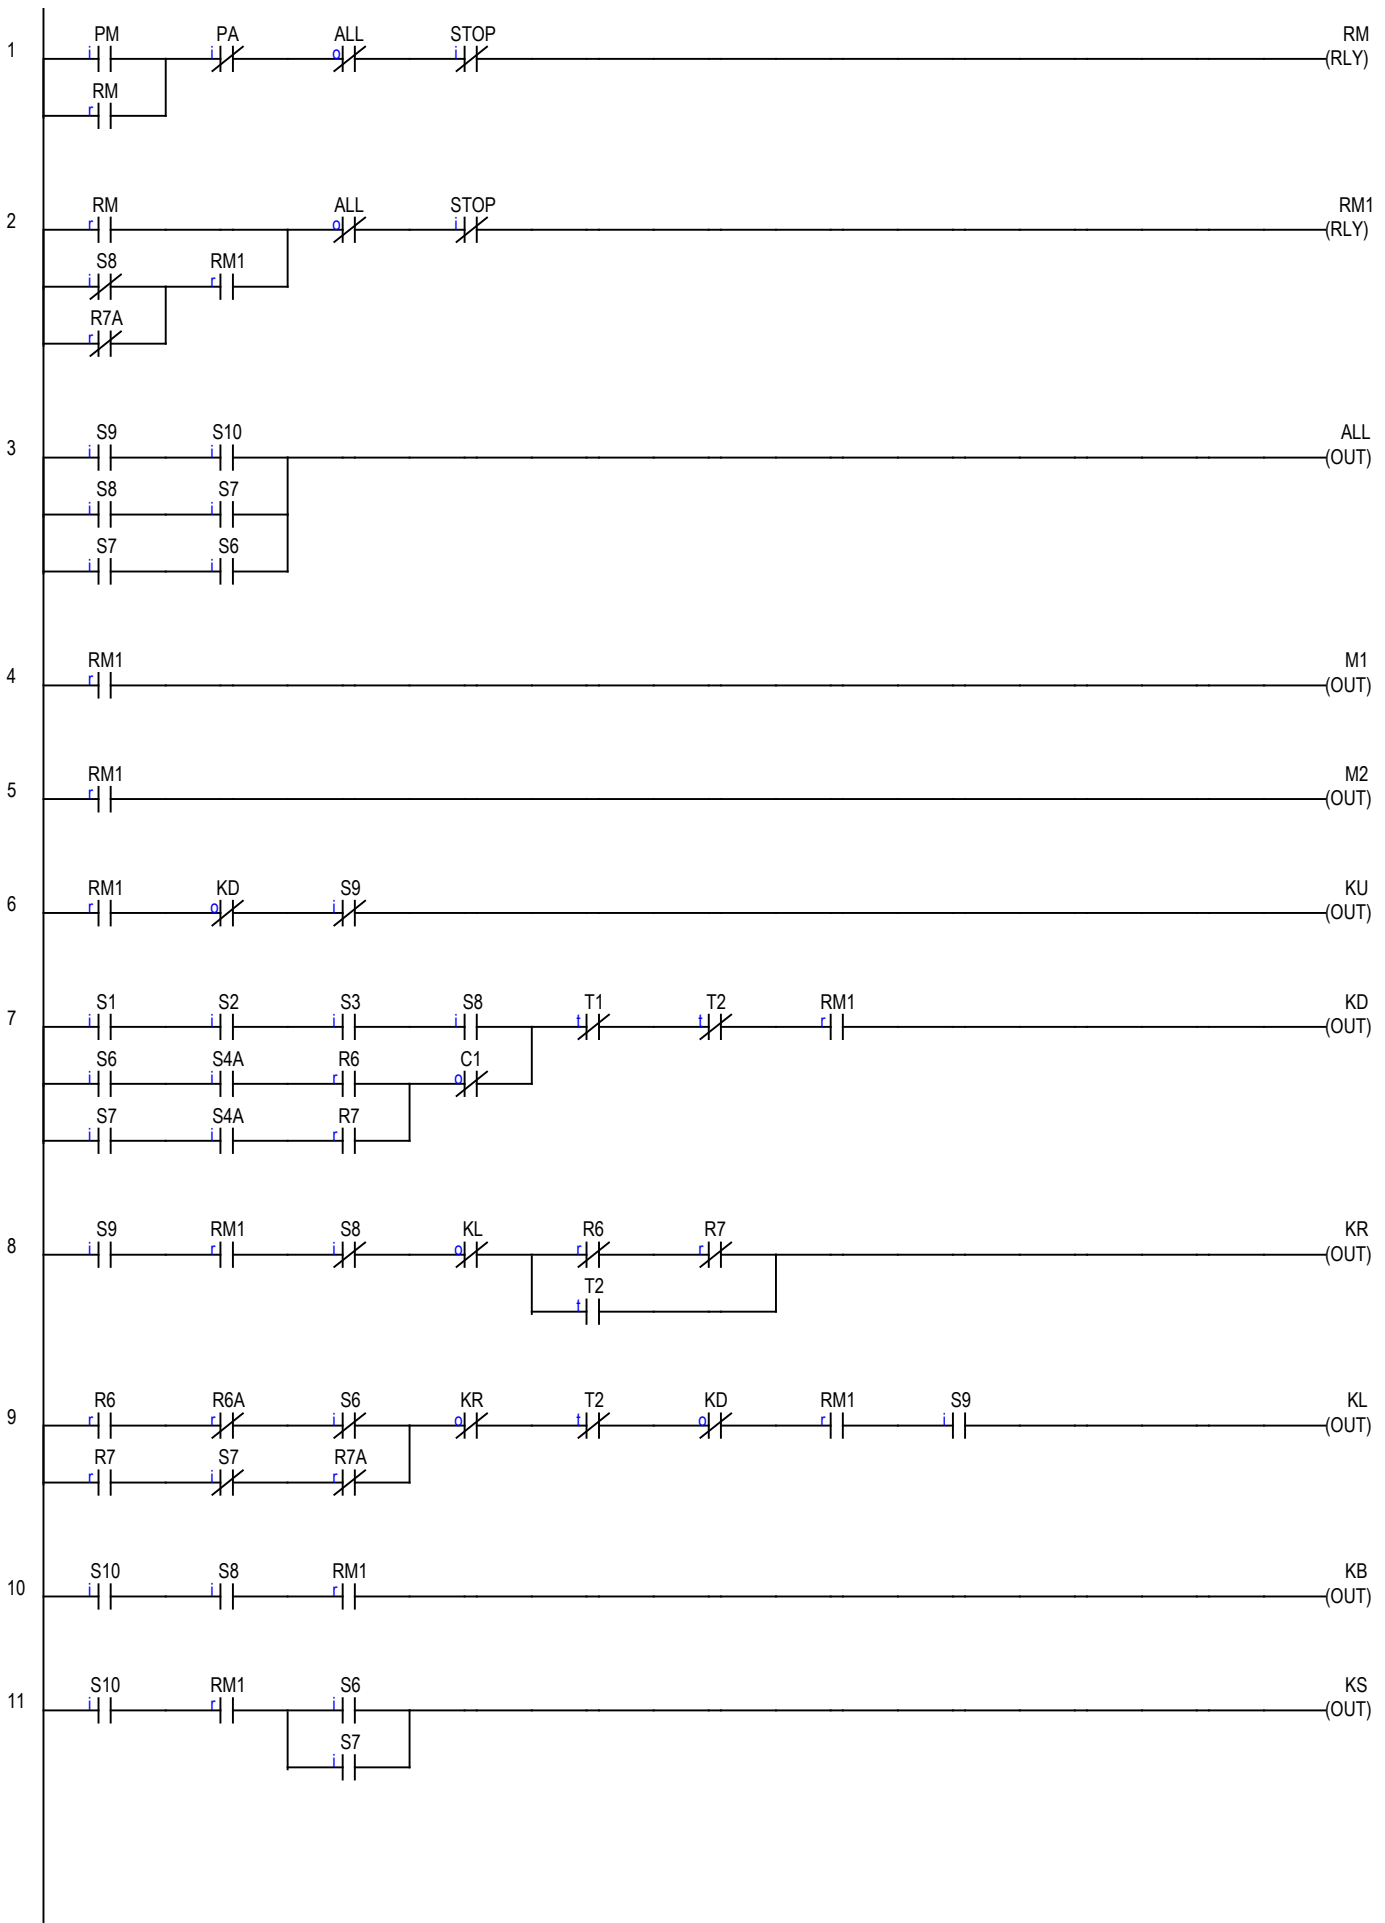 PM PA ALL STOP RM
1 i i o i (RLY)
RM
r
RM ALL STOP RM1
2 r o i (RLY)
S8 RM1
i r
R7A
r
S9 S10 ALL
3 i i (OUT)
S8 S7
i i
S7 S6
i i
RM1 M1
4 r (OUT)
RM1 M2
5 r (OUT)
RM1 KD S9 KU
6 r o i (OUT)
S1 S2 S3 S8 T1 T2 RM1 KD
7 i i i i t t r (OUT)
S6 S4A R6 C1
i i r o
S7 S4A R7
i i r
S9 RM1 S8 KL R6 R7 KR
8 i r i o r r (OUT)
T2
t
R6 R6A S6 KR T2 KD RM1 S9 KL
9 r r i o t o r i (OUT)
R7 S7 R7A
r i r
S10 S8 RM1 KB
10 i i r (OUT)
S10 RM1 S6 KS
11 i r i (OUT)
S7
i